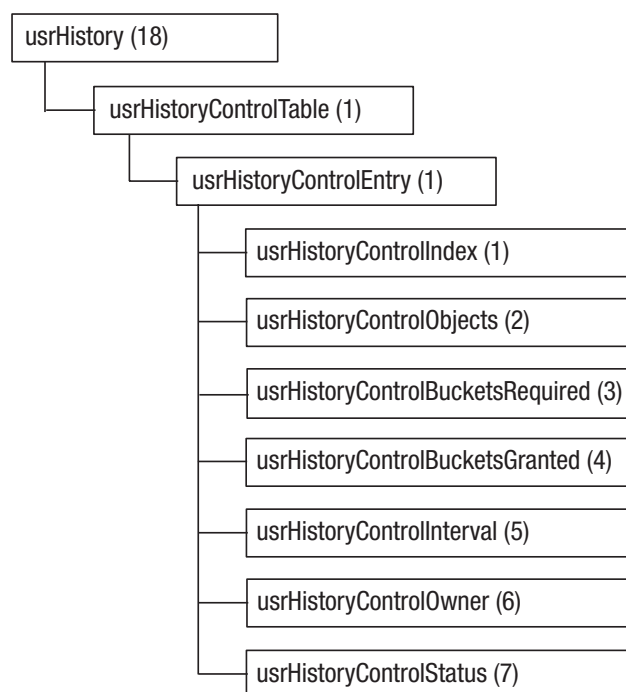 usrHistory (18)
usrHistoryControlTable (1)
usrHistoryControlEntry (1)
usrHistoryControlIndex (1)
usrHistoryControlObjects (2)
usrHistoryControlBucketsRequired (3)
usrHistoryControlBucketsGranted (4)
usrHistoryControlInterval (5)
usrHistoryControlOwner (6)
usrHistoryControlStatus (7)